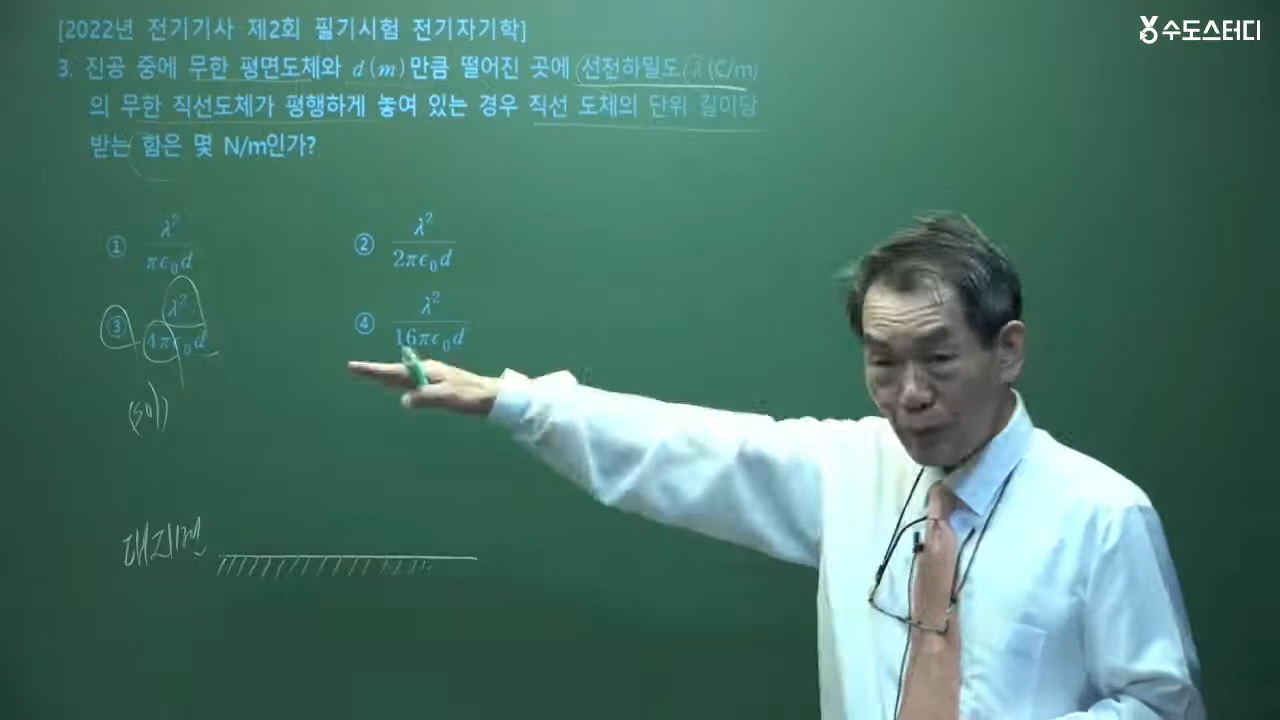 수도스터디
[2022년 전기기사 제2회 필기시험 전기자기학]
3. 진공 중에 무한 평면도체와 d (m) 만큼 떨어진 곳에 선전하밀도 λ (C/m)
의 무한 직선도체가 평행하게 놓여 있는 경우 직선 도체의 단위 길이당
받는 힘은 몇 N/m인가?
① λ²/πε₀d ② λ²/2πε₀d
③ λ²/4πε₀d ④ λ²/16πε₀d
대지면